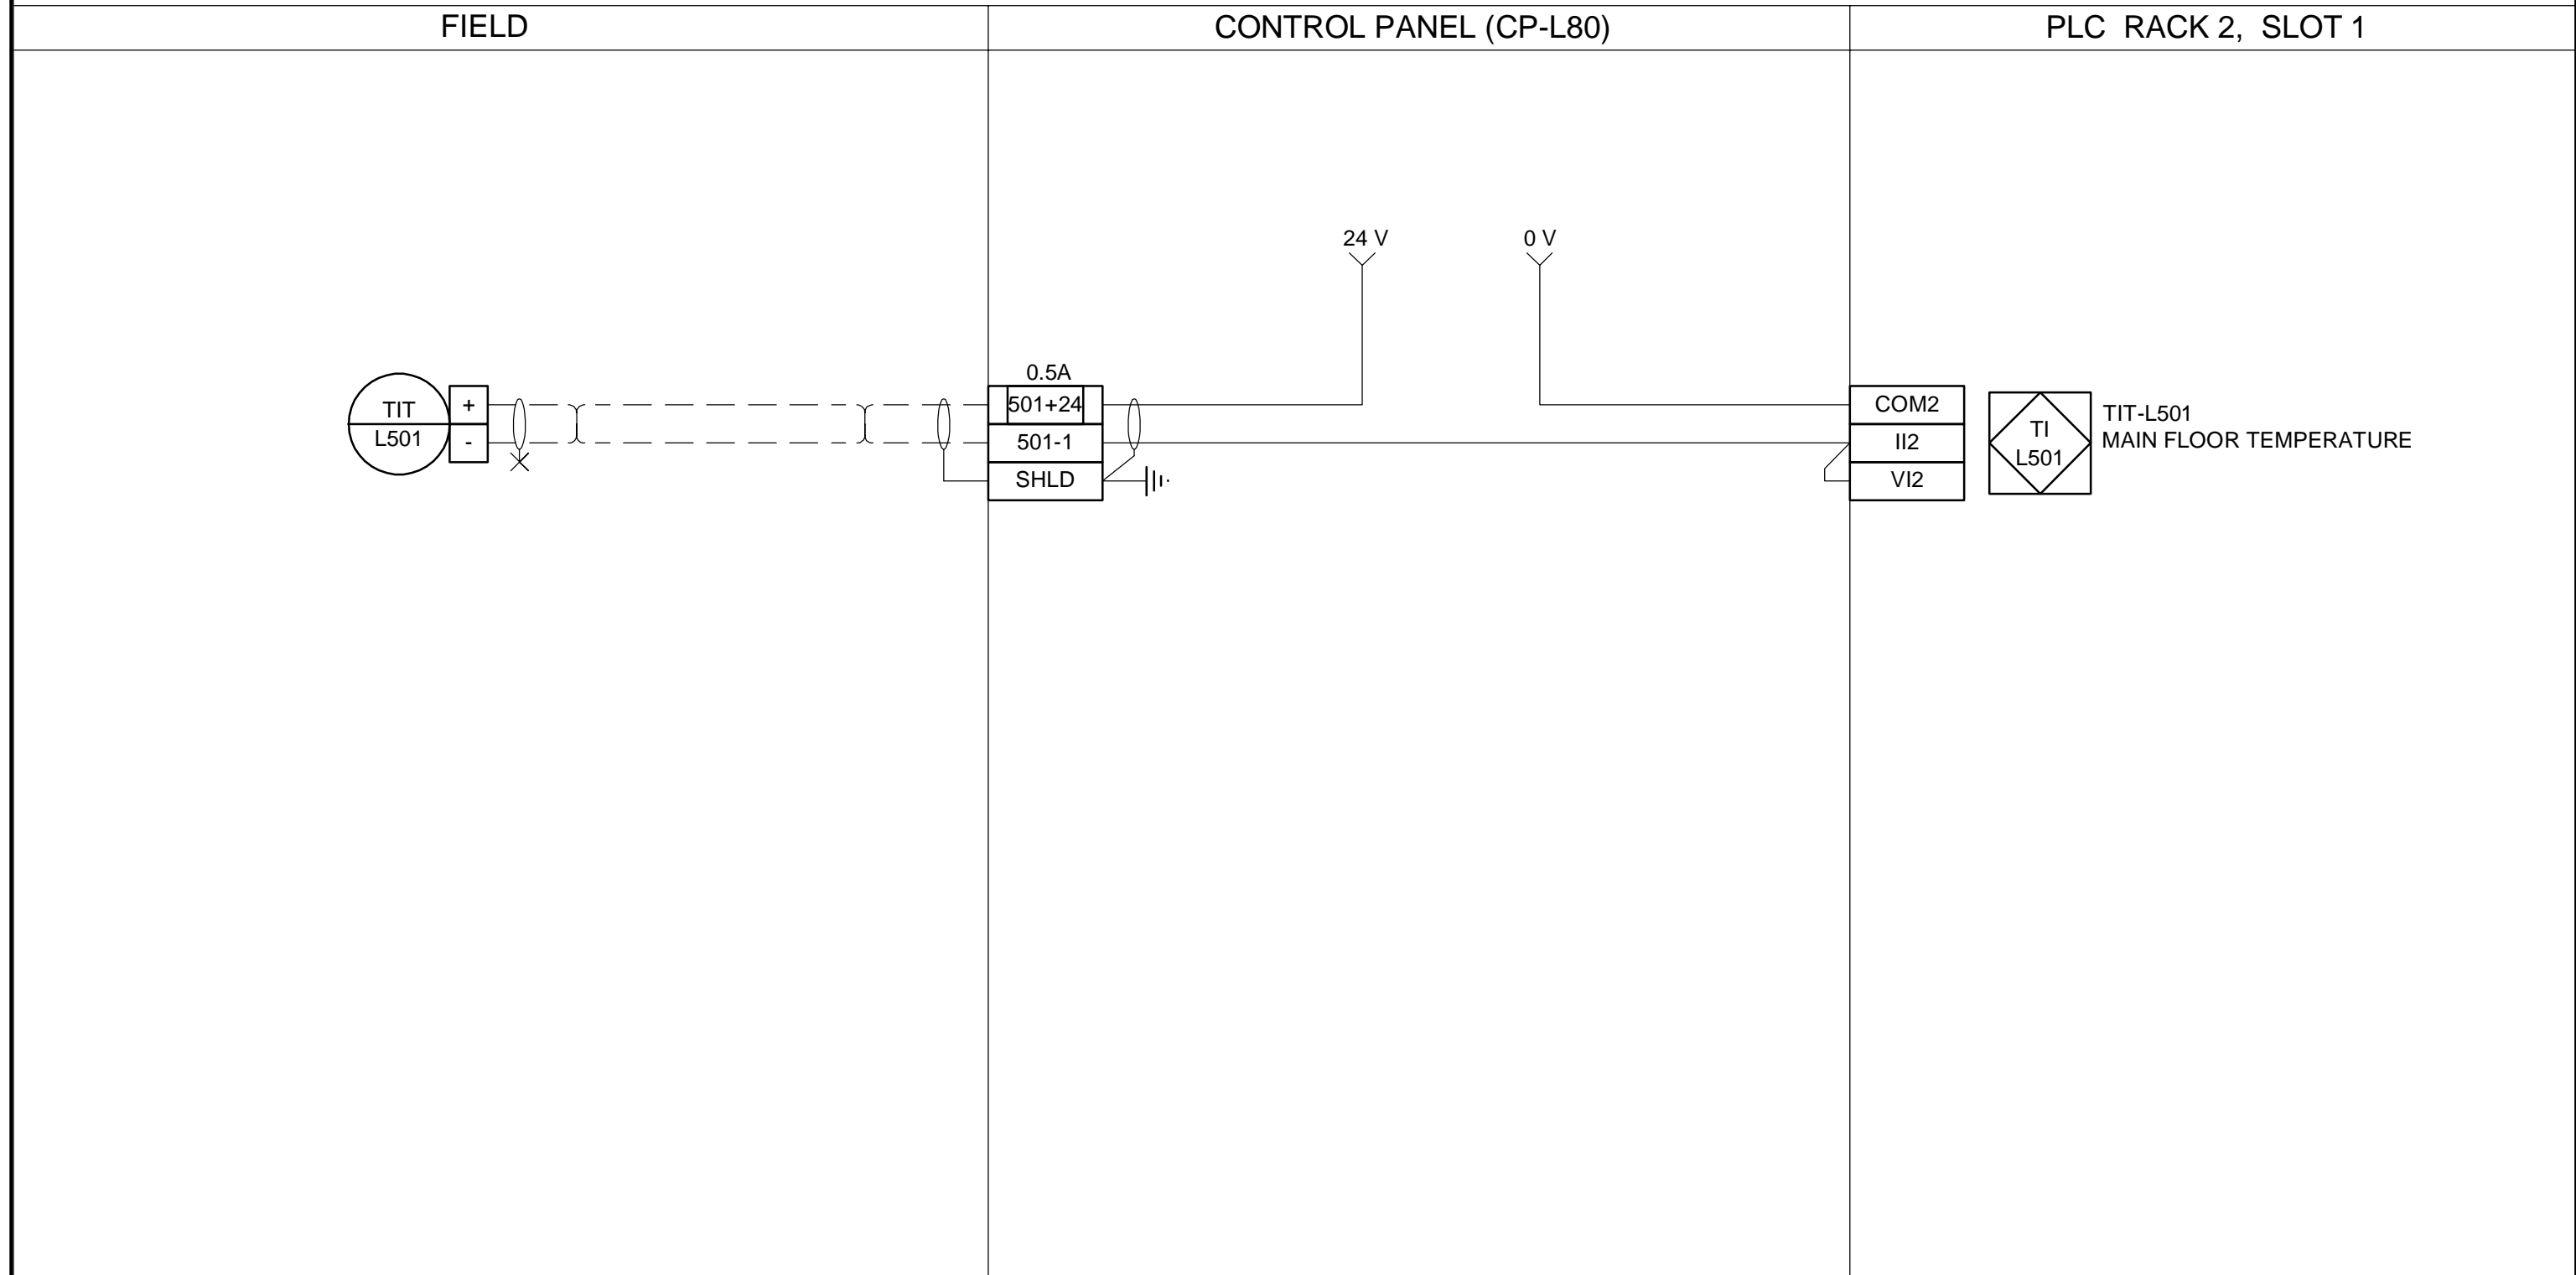 FIELD
CONTROL PANEL (CP-L80)
PLC RACK 2, SLOT 1
24 V
0 V
0.5A
TIT
L501
+
-
501+24
501-1
SHLD
COM2
II2
VI2
TI
L501
TIT-L501
MAIN FLOOR TEMPERATURE